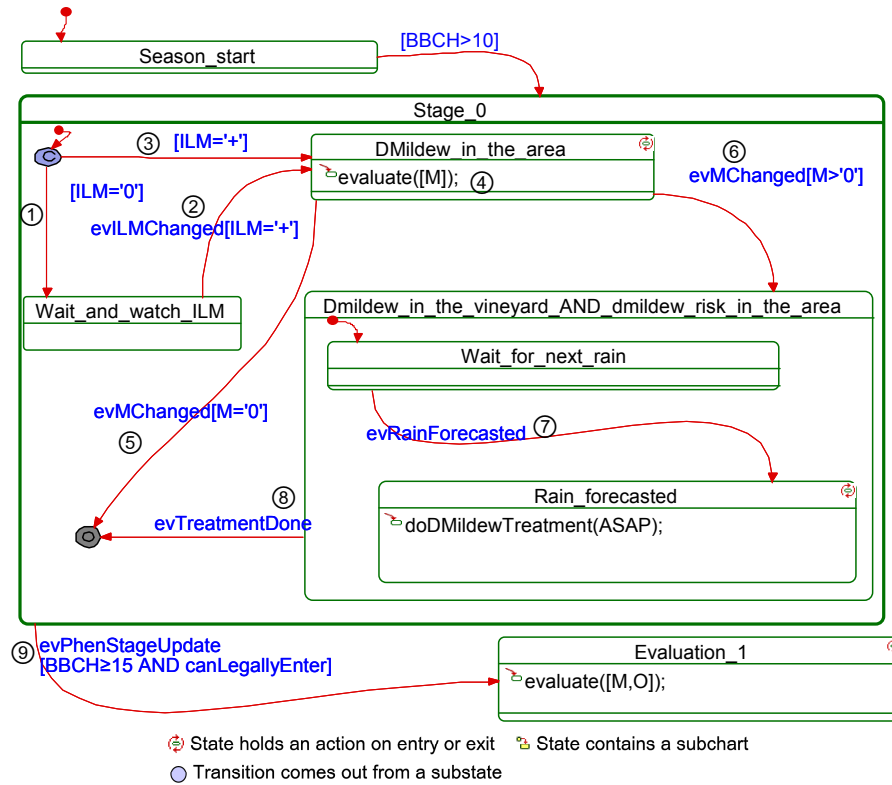 [BBCH>10]
Season_start
Stage_0
③ [ILM='+']
DMildew_in_the_area
evaluate([M]); ④
⑥
evMChanged[M>'0']
C
[ILM='0']
①
②
evILMChanged[ILM='+']
Wait_and_watch_ILM
Dmildew_in_the_vineyard_AND_dmildew_risk_in_the_area
Wait_for_next_rain
evMChanged[M='0']
⑤
evRainForecasted ⑦
Rain_forecasted
doDMildewTreatment(ASAP);
⑧
evTreatmentDone
O
⑨ evPhenStageUpdate
[BBCH≥15 AND canLegallyEnter]
Evaluation_1
evaluate([M,O]);
State holds an action on entry or exit
State contains a subchart
Transition comes out from a substate